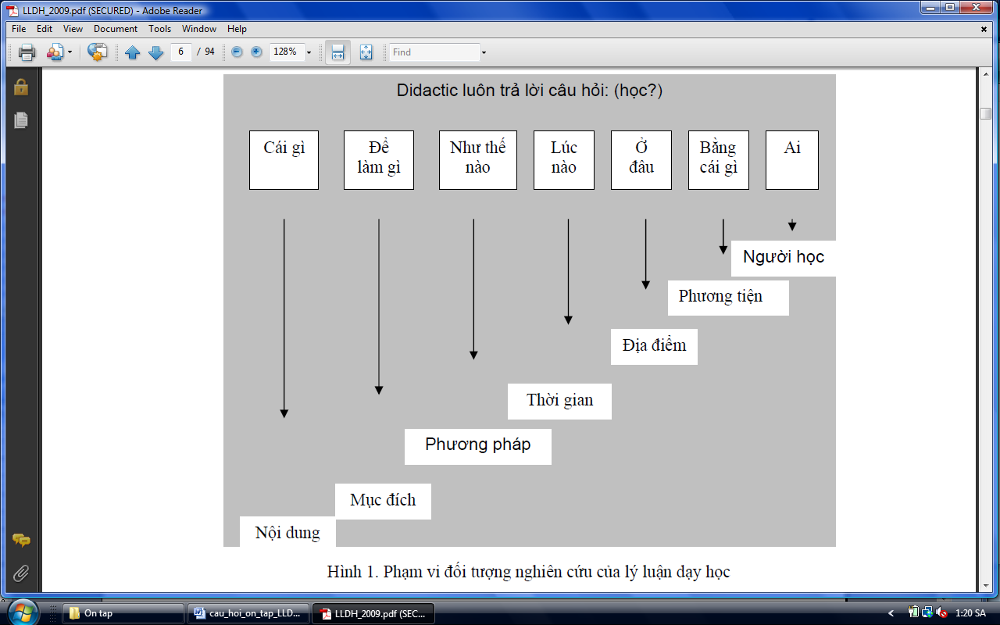 LLDH_2009.pdf (SECURED) - Adobe Reader
File Edit View Document Tools Window Help
6 / 94 128% Find
Didactic luôn trả lời câu hỏi: (học?)
Cái gì
Để
làm gì
Như thế
nào
Lúc
nào
Ở
đâu
Bằng
cái gì
Ai
Người học
Phương tiện
Địa điểm
Thời gian
Phương pháp
Mục đích
Nội dung
Hình 1. Phạm vi đối tượng nghiên cứu của lý luận dạy học
On tap cau_hoi_on_tap_LLD... LLDH_2009.pdf (SEC... 1:20 SA